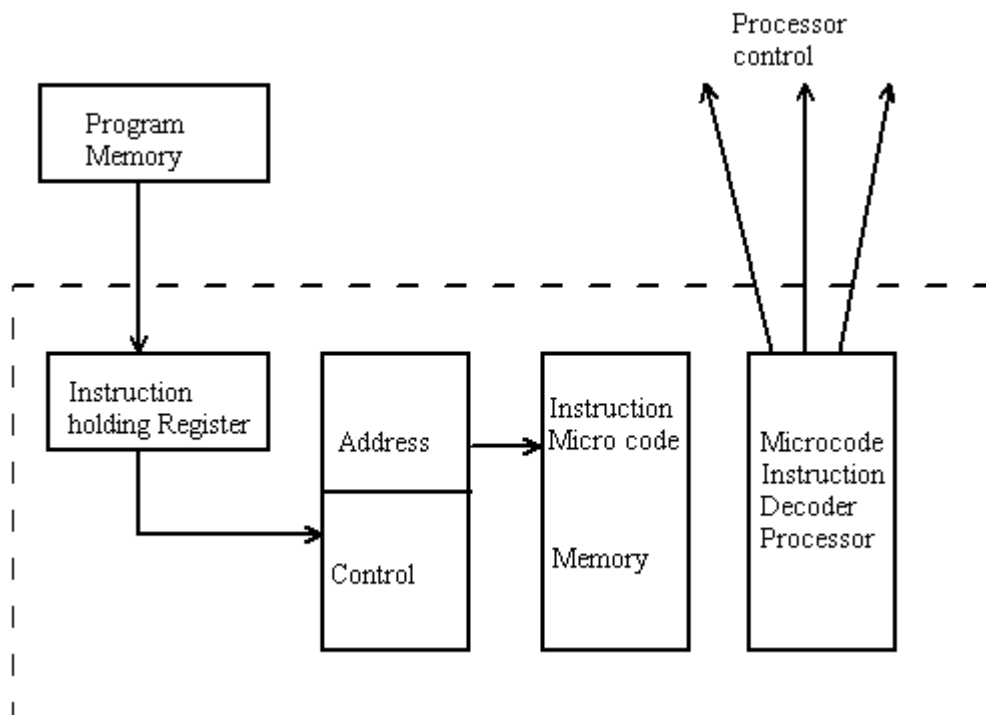 Processor
control
Program
Memory
Instruction
holding Register
Address
Control
Instruction
Micro code
Memory
Microcode
Instruction
Decoder
Processor